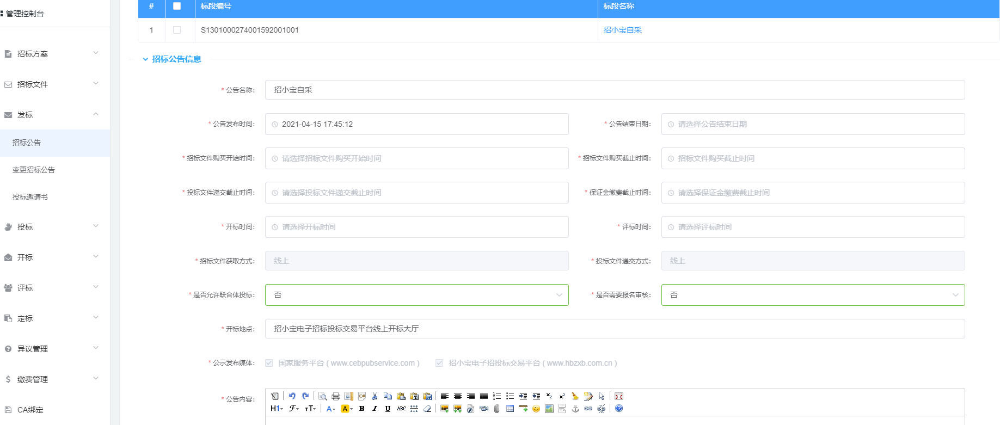 管理控制台
招标方案
招标文件
发标
招标公告
变更招标公告
投标邀请书
投标
开标
评标
定标
异议管理
缴费管理
CA绑定
# 标段编号 标段名称
1 S1301000274001592001001 招小宝自采
招标公告信息
* 公告名称: 招小宝自采
* 公告发布时间: 2021-04-15 17:45:12 * 公告结束日期: 请选择公告结束日期
* 招标文件购买开始时间: 请选择招标文件购买开始时间 * 招标文件购买截止时间: 招标文件购买截止时间
* 投标文件递交截止时间: 请选择投标文件递交截止时间 * 保证金缴费截止时间: 请选择保证金缴费截止时间
* 开标时间: 请选择开标时间 * 评标时间: 请选择评标时间
* 招标文件获取方式: 线上 * 投标文件递交方式: 线上
* 是否允许联合体投标: 否 * 是否需要报名审核: 否
* 开标地点: 招小宝电子招标投标交易平台线上开标大厅
* 公示发布媒体: 国家服务平台 ( www.cebpubservice.com ) 招小宝电子招投标交易平台 ( www.hbzxb.com.cn )
* 公告内容:
H1 F TT A A B I U ABC